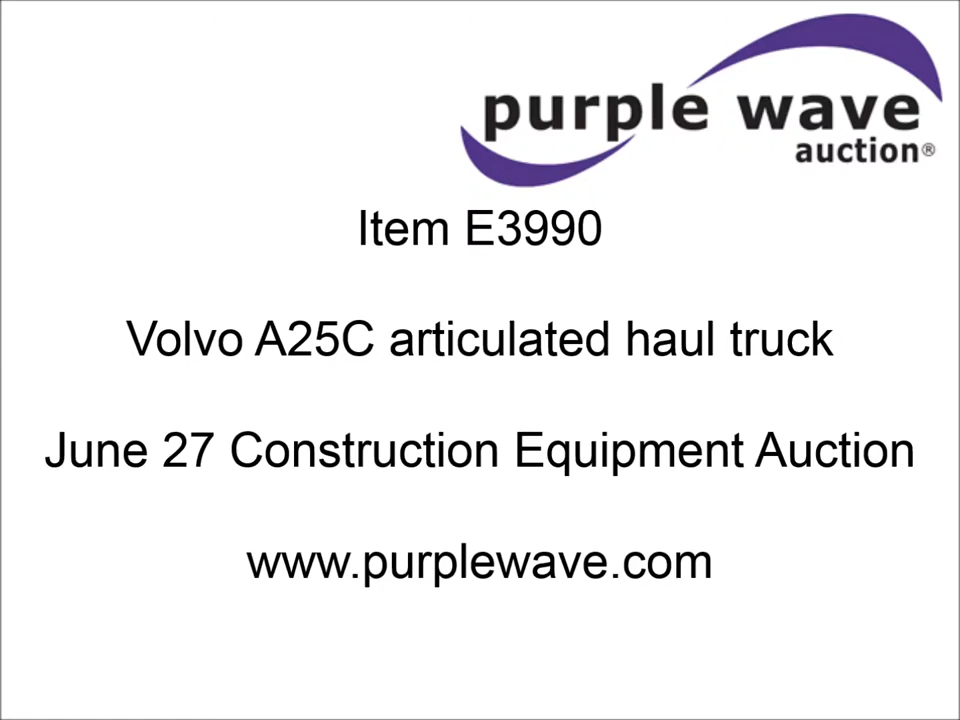 purple wave
auction®
Item E3990
Volvo A25C articulated haul truck
June 27 Construction Equipment Auction
www.purplewave.com